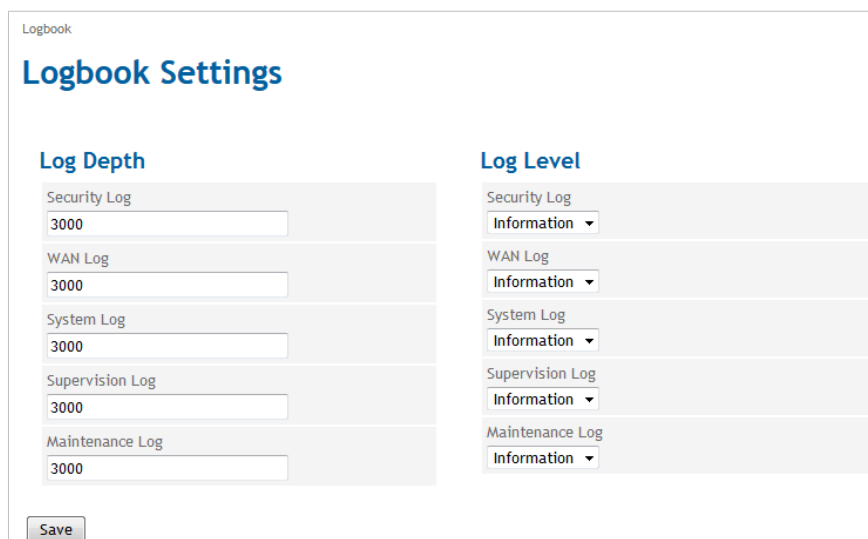 Logbook
Logbook Settings
Log Depth
Security Log
3000
WAN Log
3000
System Log
3000
Supervision Log
3000
Maintenance Log
3000
Log Level
Security Log
Information
WAN Log
Information
System Log
Information
Supervision Log
Information
Maintenance Log
Information
Save